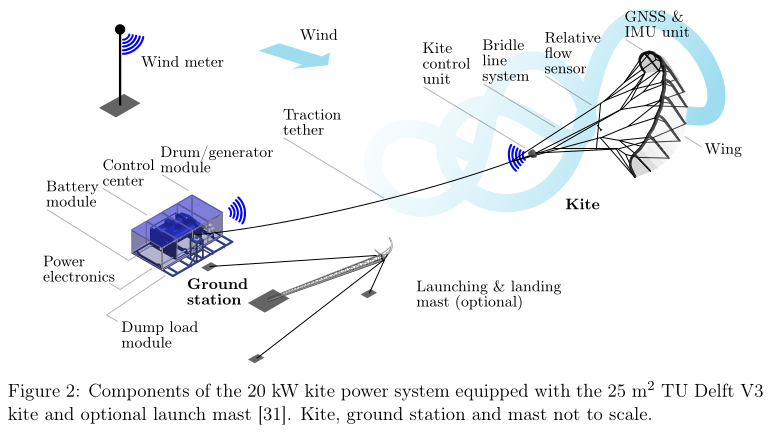 Wind meter
Wind
Kite
control
unit
Bridle
line
system
Relative
flow
sensor
GNSS &
IMU unit
Traction
tether
Wing
Kite
Drum/generator
module
Control
center
Battery
module
Power
electronics
Ground
station
Dump load
module
Launching & landing
mast (optional)
Figure 2: Components of the 20 kW kite power system equipped with the 25 m² TU Delft V3
kite and optional launch mast [31]. Kite, ground station and mast not to scale.